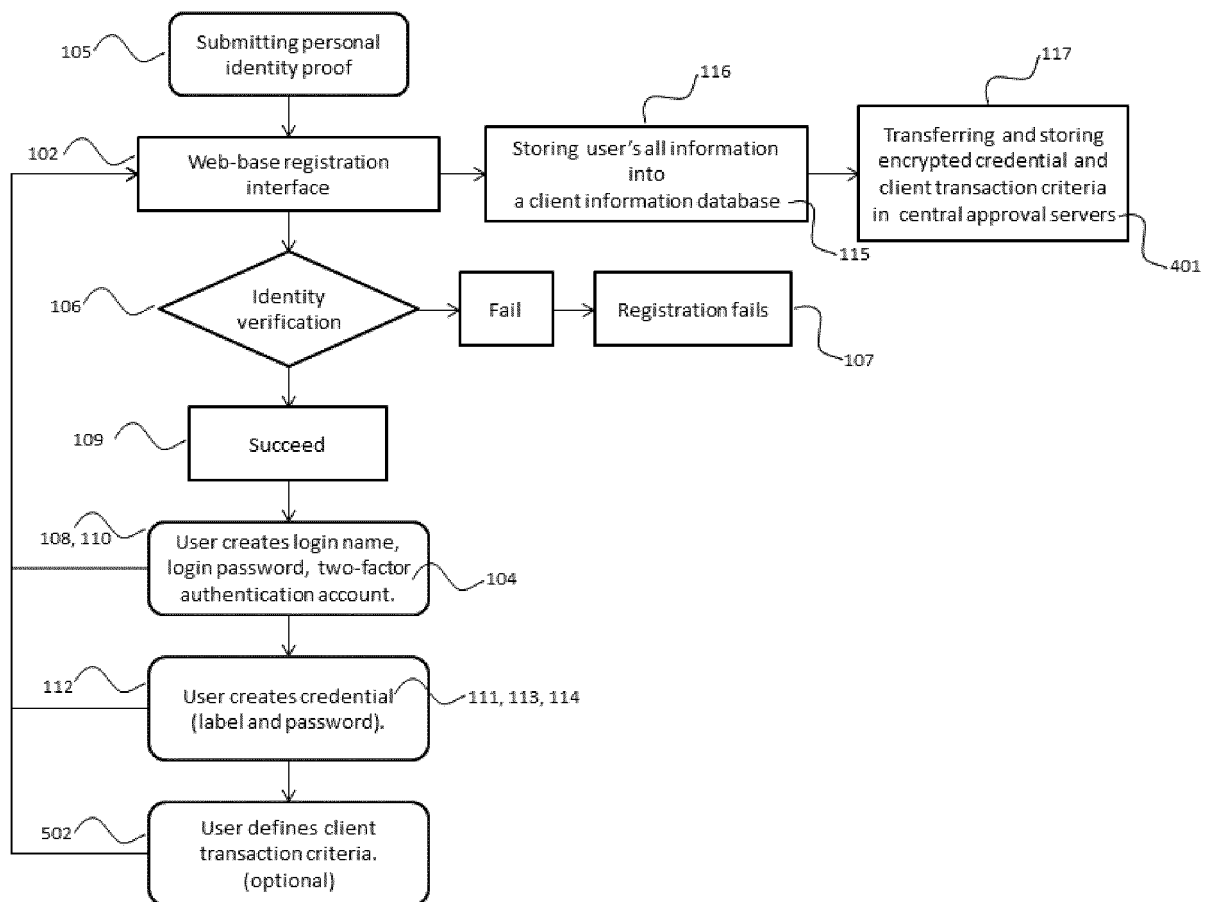 105
Submitting personal
identity proof
116
117
102
Web-base registration
interface
Storing user's all information
into
a client information database
115
Transferring and storing
encrypted credential and
client transaction criteria
in central approval servers
401
106
Identity
verification
Fail
Registration fails
107
109
Succeed
108, 110
User creates login name,
login password, two-factor
authentication account.
104
112
User creates credential
(label and password).
111, 113, 114
502
User defines client
transaction criteria.
(optional)